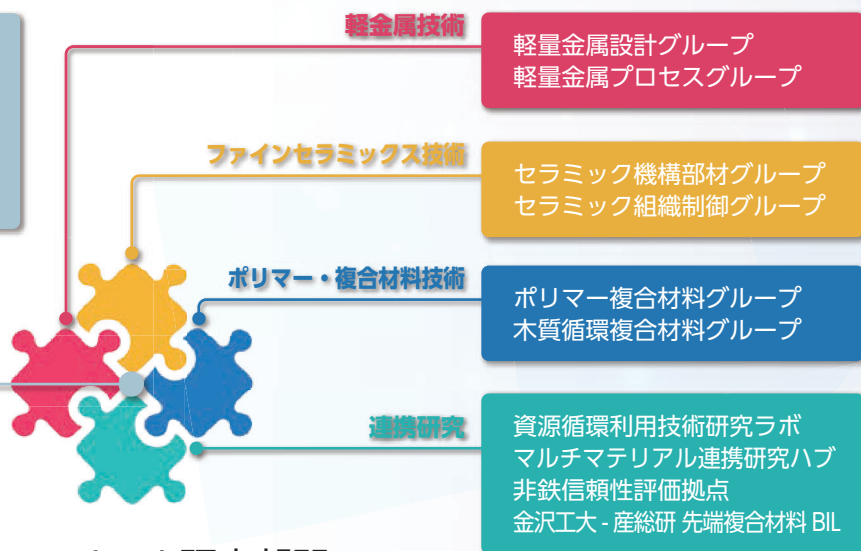 軽金属技術
軽量金属設計グループ
軽量金属プロセスグループ
ファインセラミックス技術
セラミック機構部材グループ
セラミック組織制御グループ
ポリマー・複合材料技術
ポリマー複合材料グループ
木質循環複合材料グループ
連携研究
資源循環利用技術研究ラボ
マルチマテリアル連携研究ハブ
非鉄信頼性評価拠点
金沢工大 - 産総研 先端複合材料 BIL